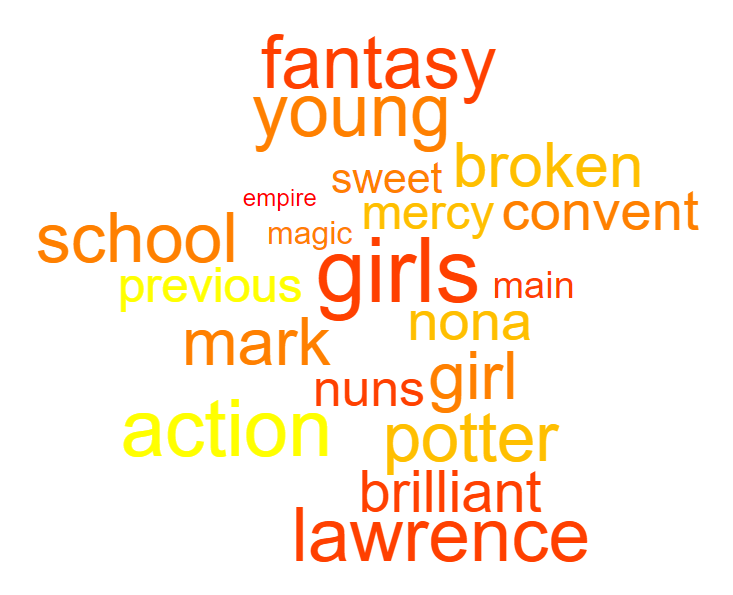 fantasy
young
sweet broken
empire
mercy convent
school magic
girls
previous main
nona
mark
girl
nuns
action
potter
brilliant
lawrence